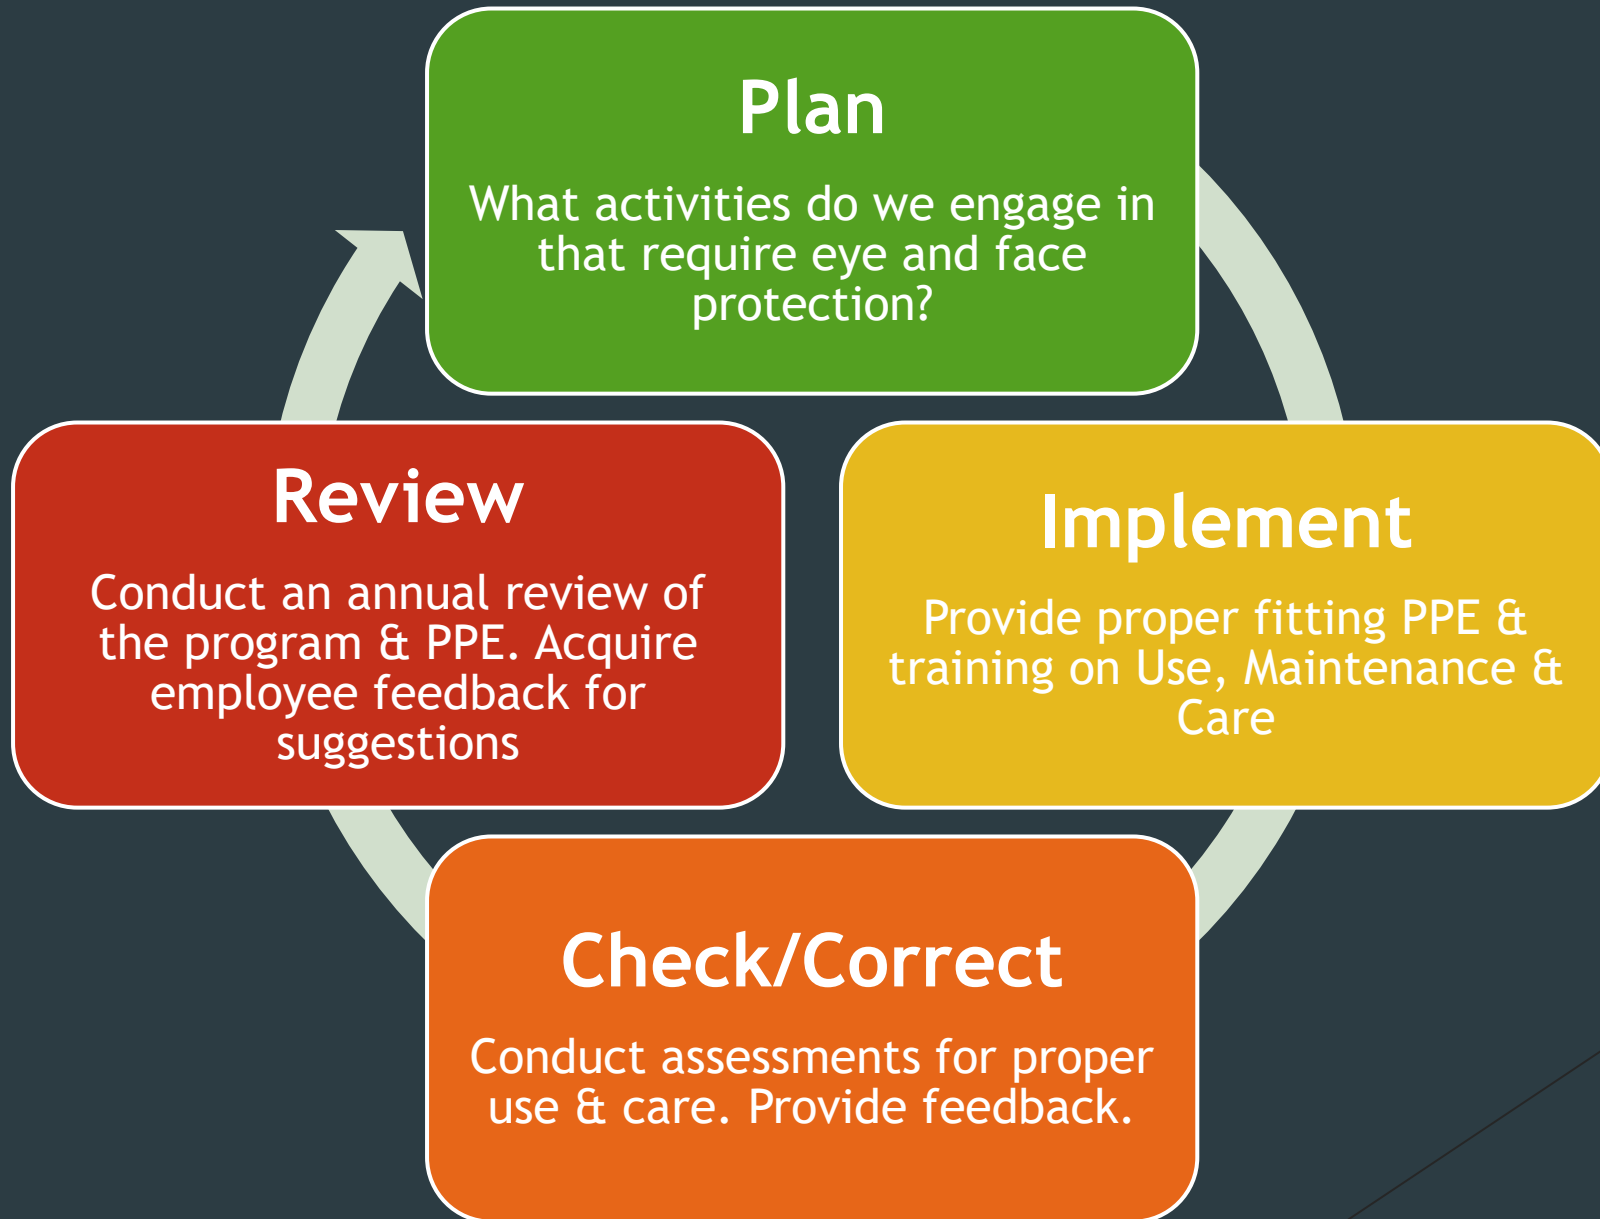 Plan
What activities do we engage in
that require eye and face
protection?
Implement
Provide proper fitting PPE &
training on Use, Maintenance &
Care
Check/Correct
Conduct assessments for proper
use & care. Provide feedback.
Review
Conduct an annual review of
the program & PPE. Acquire
employee feedback for
suggestions